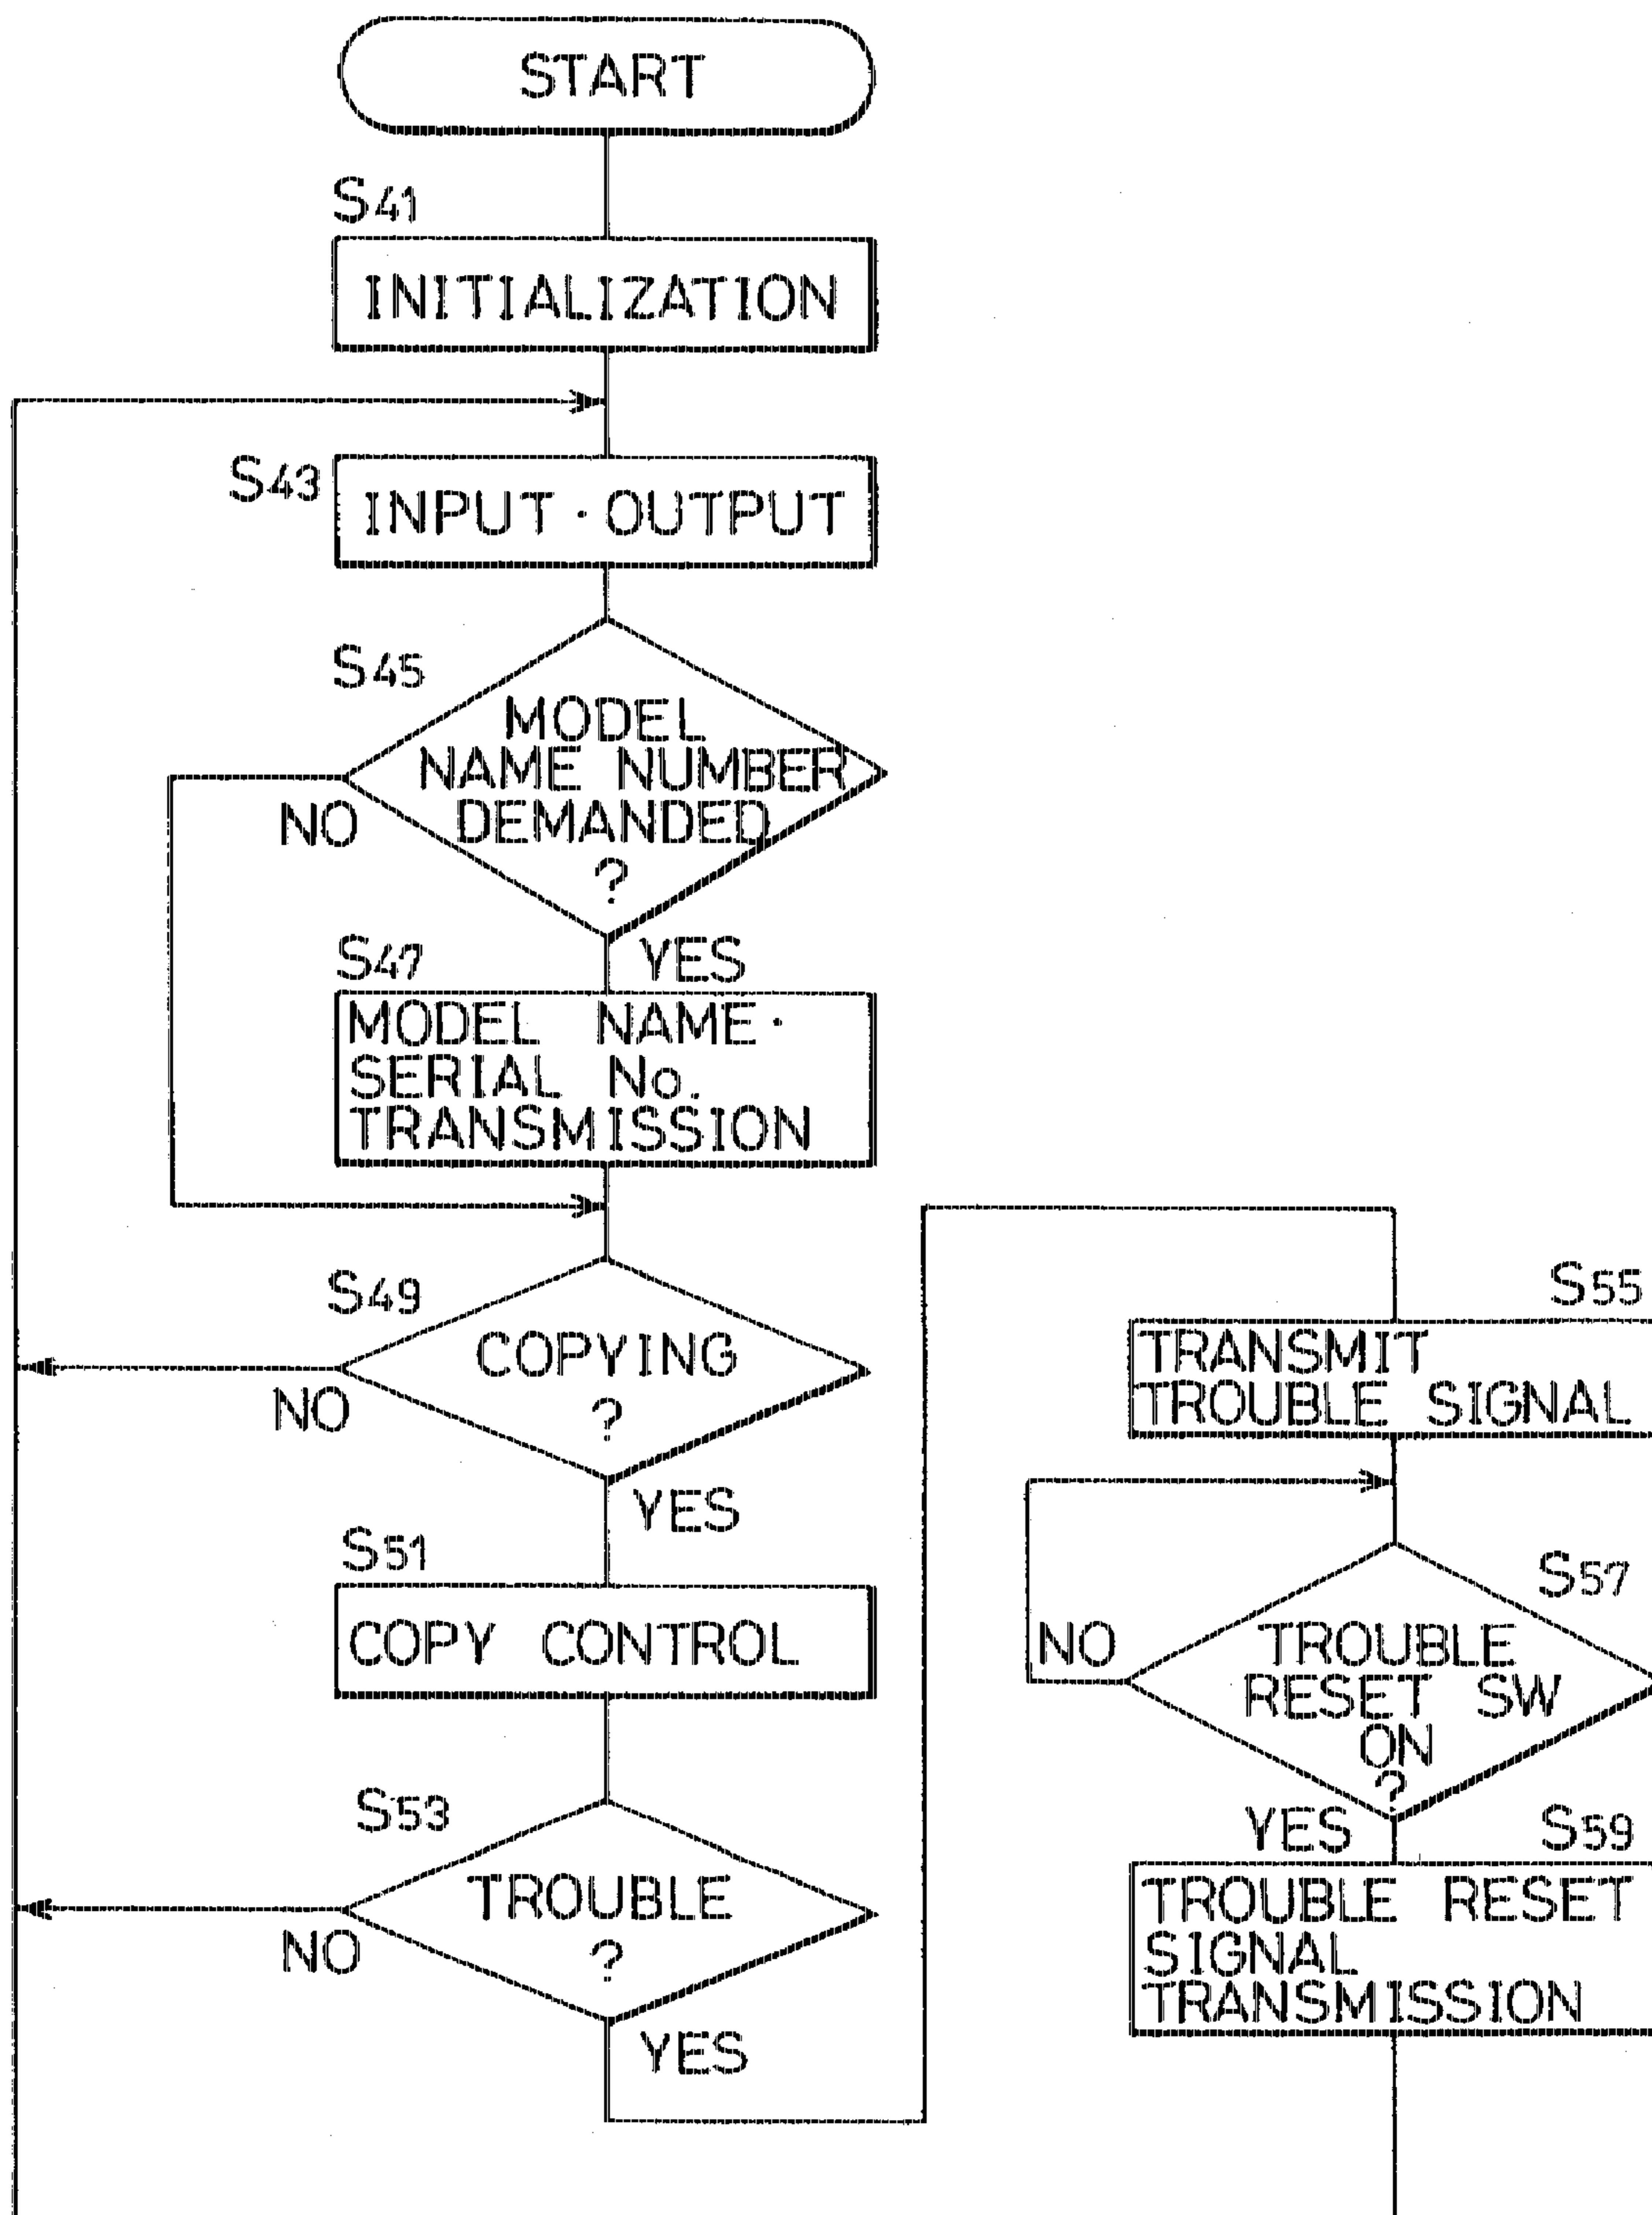 START
S41
INITIALIZATION
S43
INPUT · OUTPUT
S45
MODEL
NAME NUMBER
DEMANDED
?
NO
YES
S47
MODEL NAME ·
SERIAL No.
TRANSMISSION
S49
COPYING
?
NO
YES
S51
COPY CONTROL
S53
TROUBLE
?
NO
YES
S55
TRANSMIT
TROUBLE SIGNAL
S57
TROUBLE
RESET SW
ON
?
NO
YES
S59
TROUBLE RESET
SIGNAL
TRANSMISSION